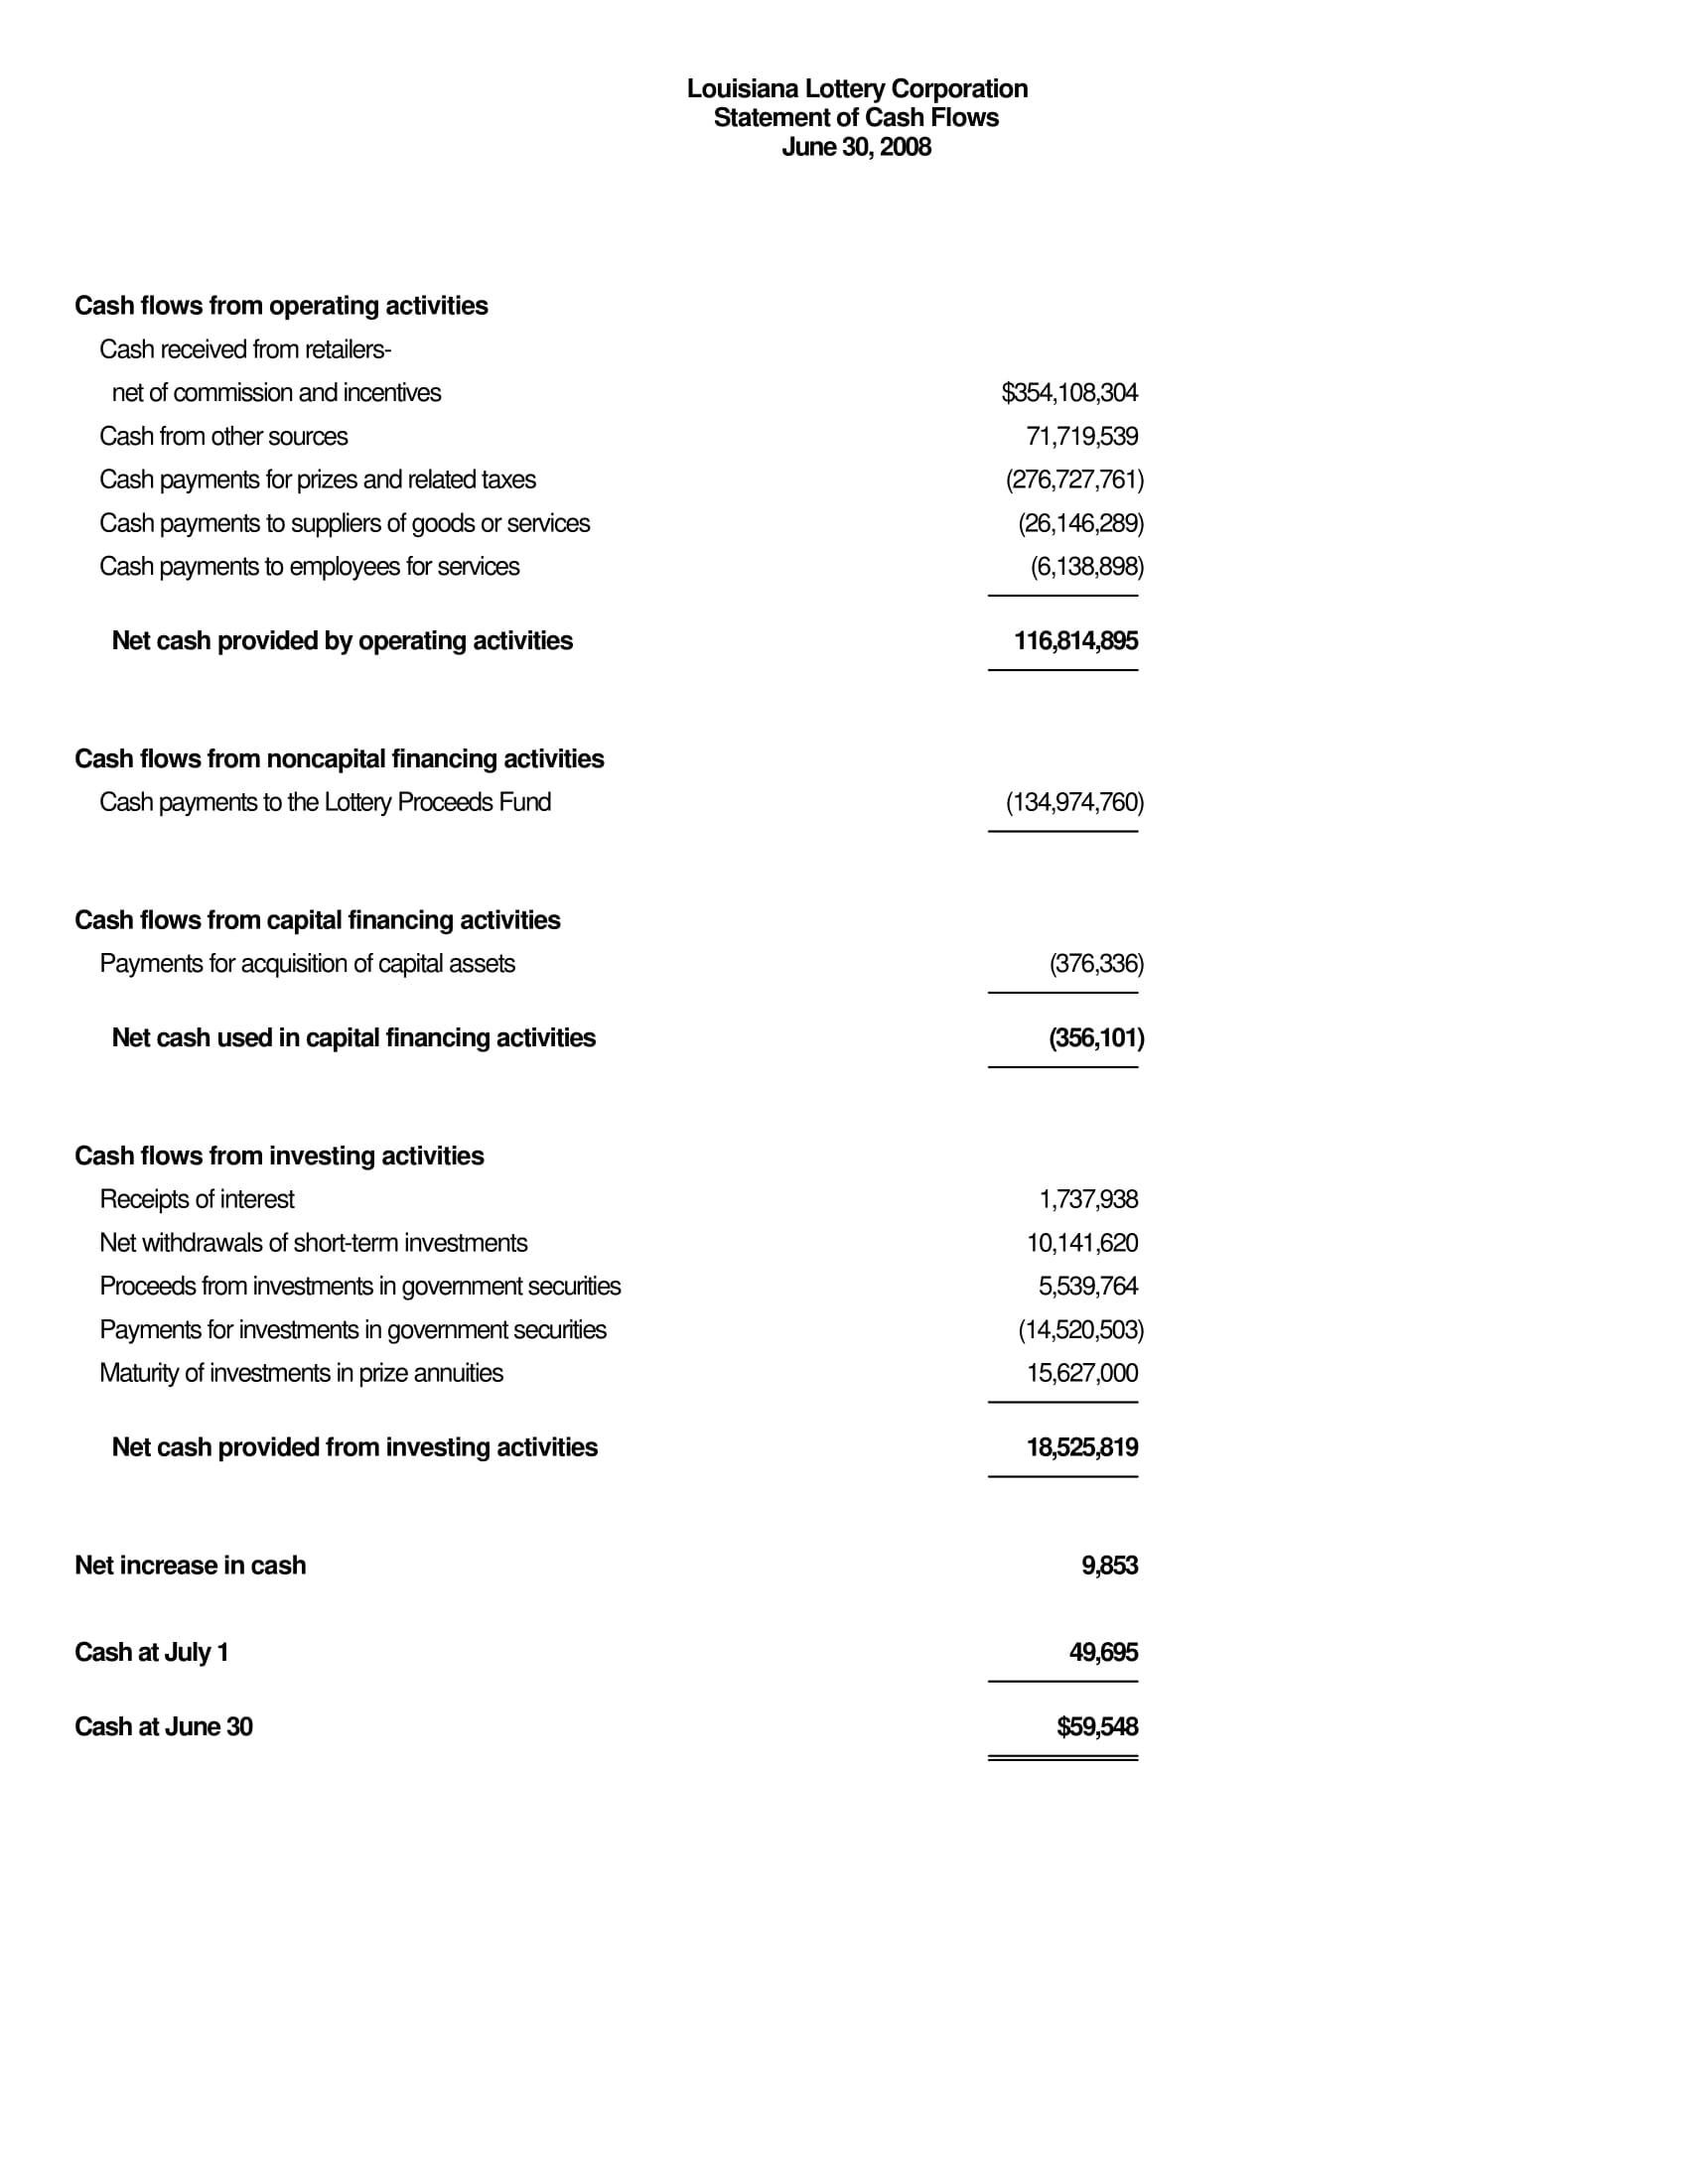 Louisiana Lottery Corporation
Statement of Cash Flows
June 30, 2008
Cash flows from operating activities
Cash received from retailers-
net of commission and incentives $354,108,304
Cash from other sources 71,719,539
Cash payments for prizes and related taxes (276,727,761)
Cash payments to suppliers of goods or services (26,146,289)
Cash payments to employees for services (6,138,898)
Net cash provided by operating activities 116,814,895
Cash flows from noncapital financing activities
Cash payments to the Lottery Proceeds Fund (134,974,760)
Cash flows from capital financing activities
Payments for acquisition of capital assets (376,336)
Net cash used in capital financing activities (356,101)
Cash flows from investing activities
Receipts of interest 1,737,938
Net withdrawals of short-term investments 10,141,620
Proceeds from investments in government securities 5,539,764
Payments for investments in government securities (14,520,503)
Maturity of investments in prize annuities 15,627,000
Net cash provided from investing activities 18,525,819
Net increase in cash 9,853
Cash at July 1 49,695
Cash at June 30 $59,548